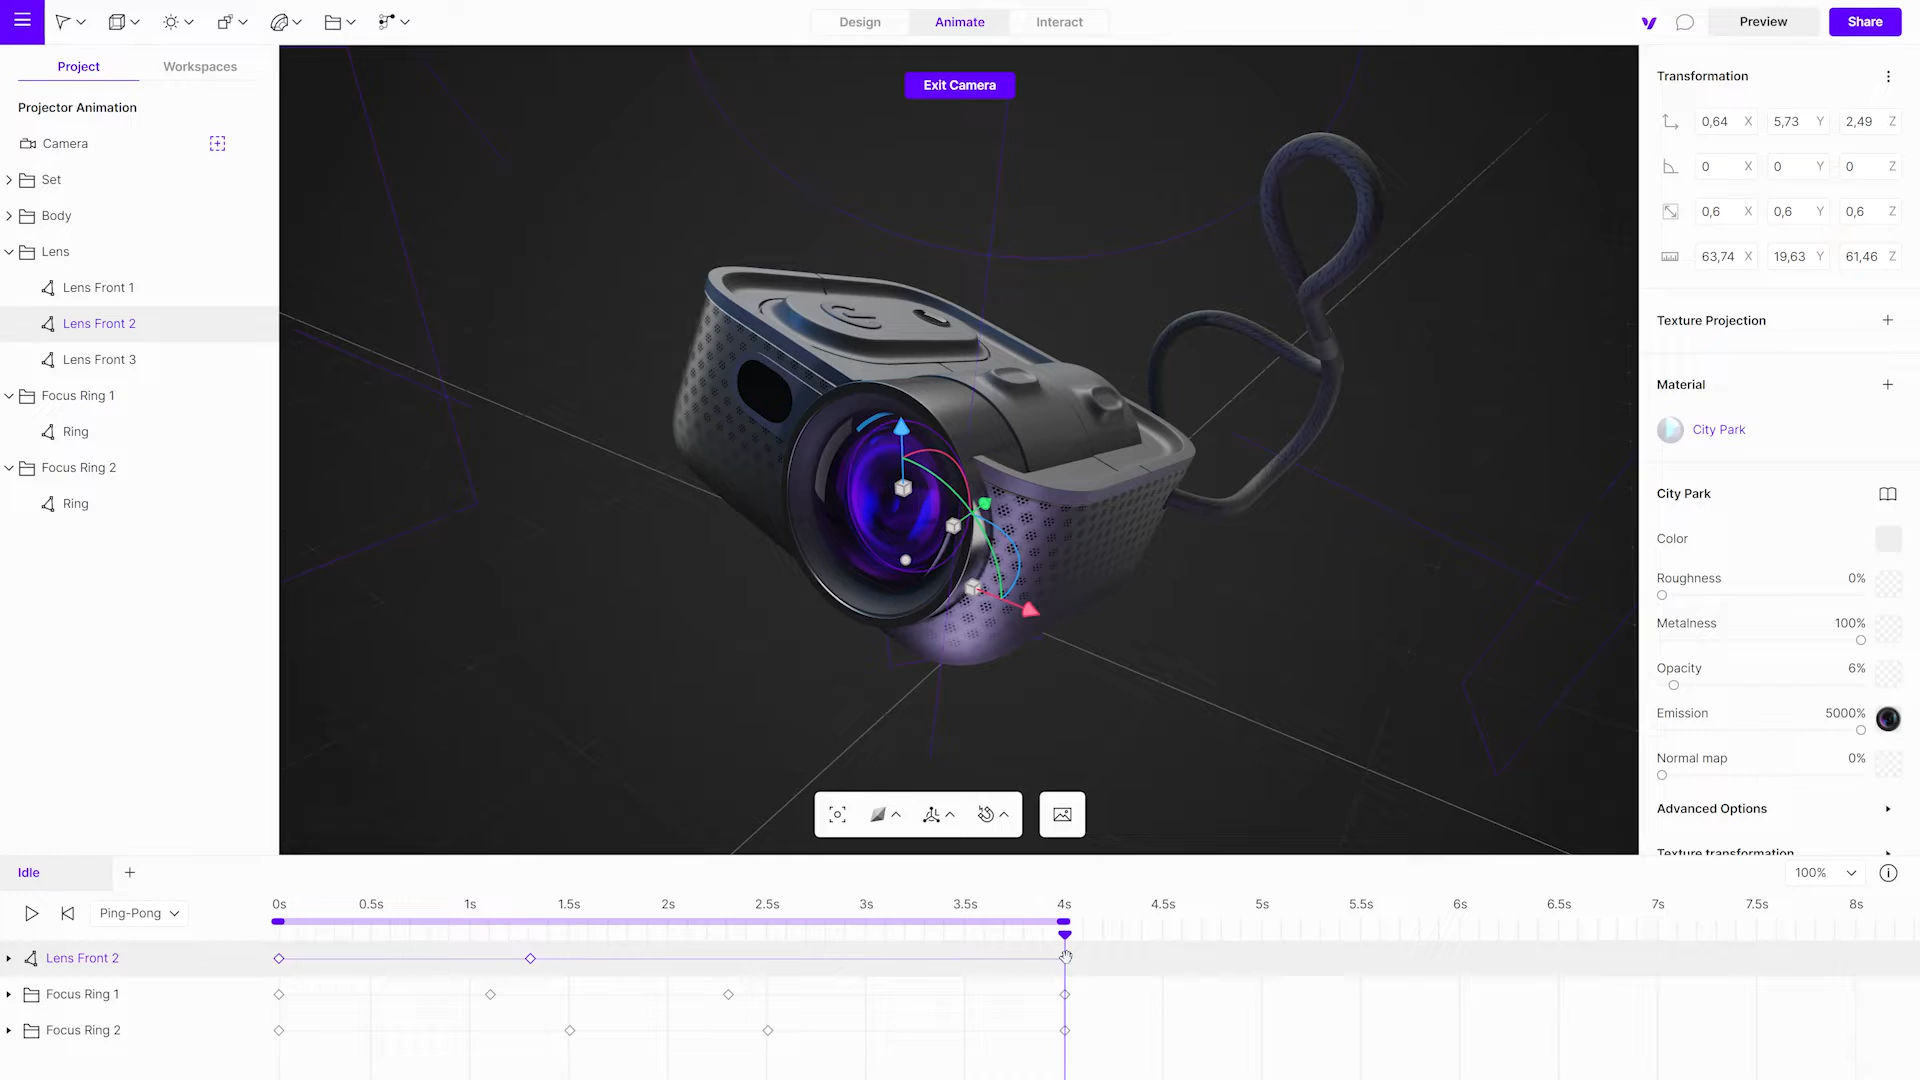 Design Animate Interact Preview Share
Project Workspaces
Exit Camera
Projector Animation
Camera
Set
Body
Lens
Lens Front 1
Lens Front 2
Lens Front 3
Focus Ring 1
Ring
Focus Ring 2
Ring
Transformation
0,64 X 5,73 Y 2,49 Z
0 X 0 Y 0 Z
0,6 X 0,6 Y 0,6 Z
63,74 X 19,63 Y 61,46 Z
Texture Projection
Material
City Park
City Park
Color
Roughness 0%
Metalness 100%
Opacity 6%
Emission 5000%
Normal map 0%
Advanced Options
Texture transformation
Idle 100%
Ping-Pong 0s 0.5s 1s 1.5s 2s 2.5s 3s 3.5s 4s 4.5s 5s 5.5s 6s 6.5s 7s 7.5s 8s
Lens Front 2
Focus Ring 1
Focus Ring 2